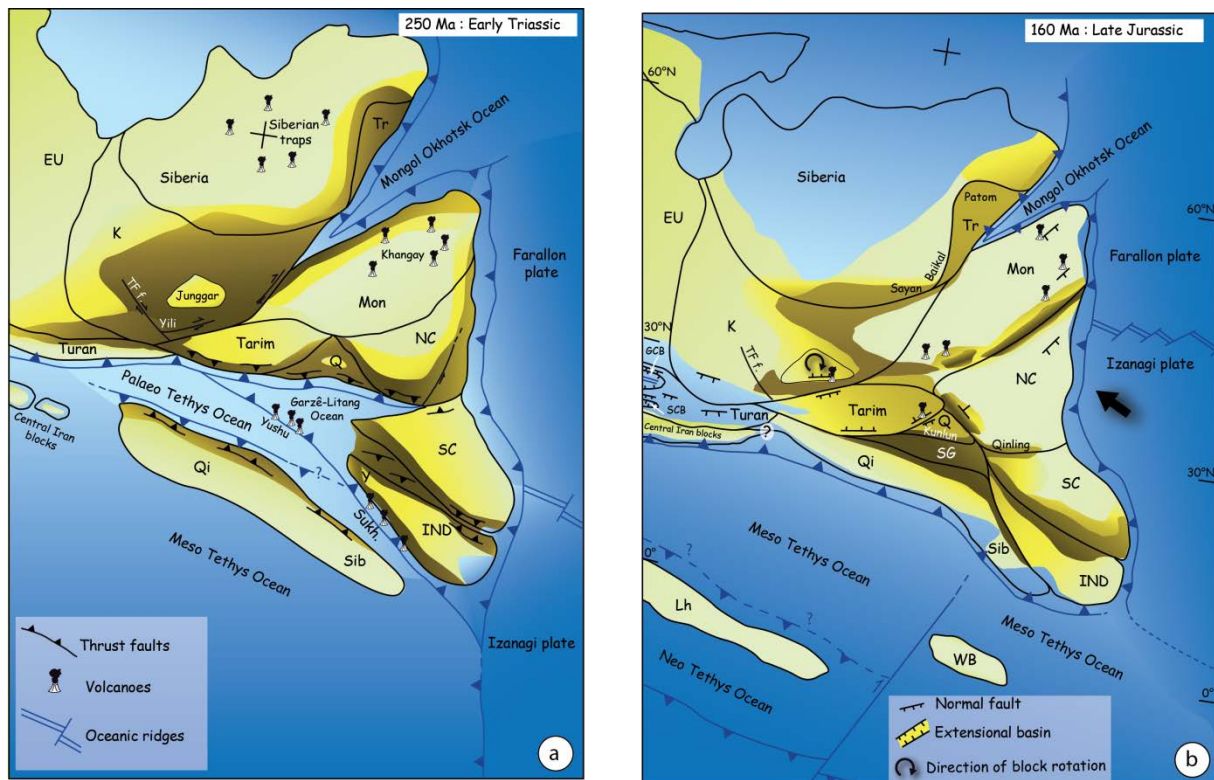 250 Ma : Early Triassic
Siberian
traps
Tr
Mongol Okhotsk Ocean
EU
Siberia
K
Khangay
Farallon plate
Junggar
Mon
TF f.
Yili
Turan
Tarim
Q
NC
Palaeo Tethys Ocean
Garzê-Litang
Ocean
Yushu
Central Iran
blocks
Qi
?
SC
Y
Sukh.
IND
Meso Tethys Ocean
Sib
Izanagi plate
Thrust faults
Volcanoes
Oceanic ridges
a
160 Ma : Late Jurassic
60°N
Siberia
Patom
Tr
Mongol Okhotsk Ocean
60°N
EU
Baikal
Mon
Sayan
Farallon plate
30°N
K
GCB
TF f.
Izanagi plate
NC
SCB
Turan
Tarim
Q
Kunlun
Central Iran blocks
?
SG
Qinling
Qi
SC
30°N
Meso Tethys Ocean
Sib
IND
0°
?
?
Lh
Meso Tethys Ocean
WB
Neo Tethys Ocean
0°
Normal fault
Extensional basin
Direction of block rotation
b